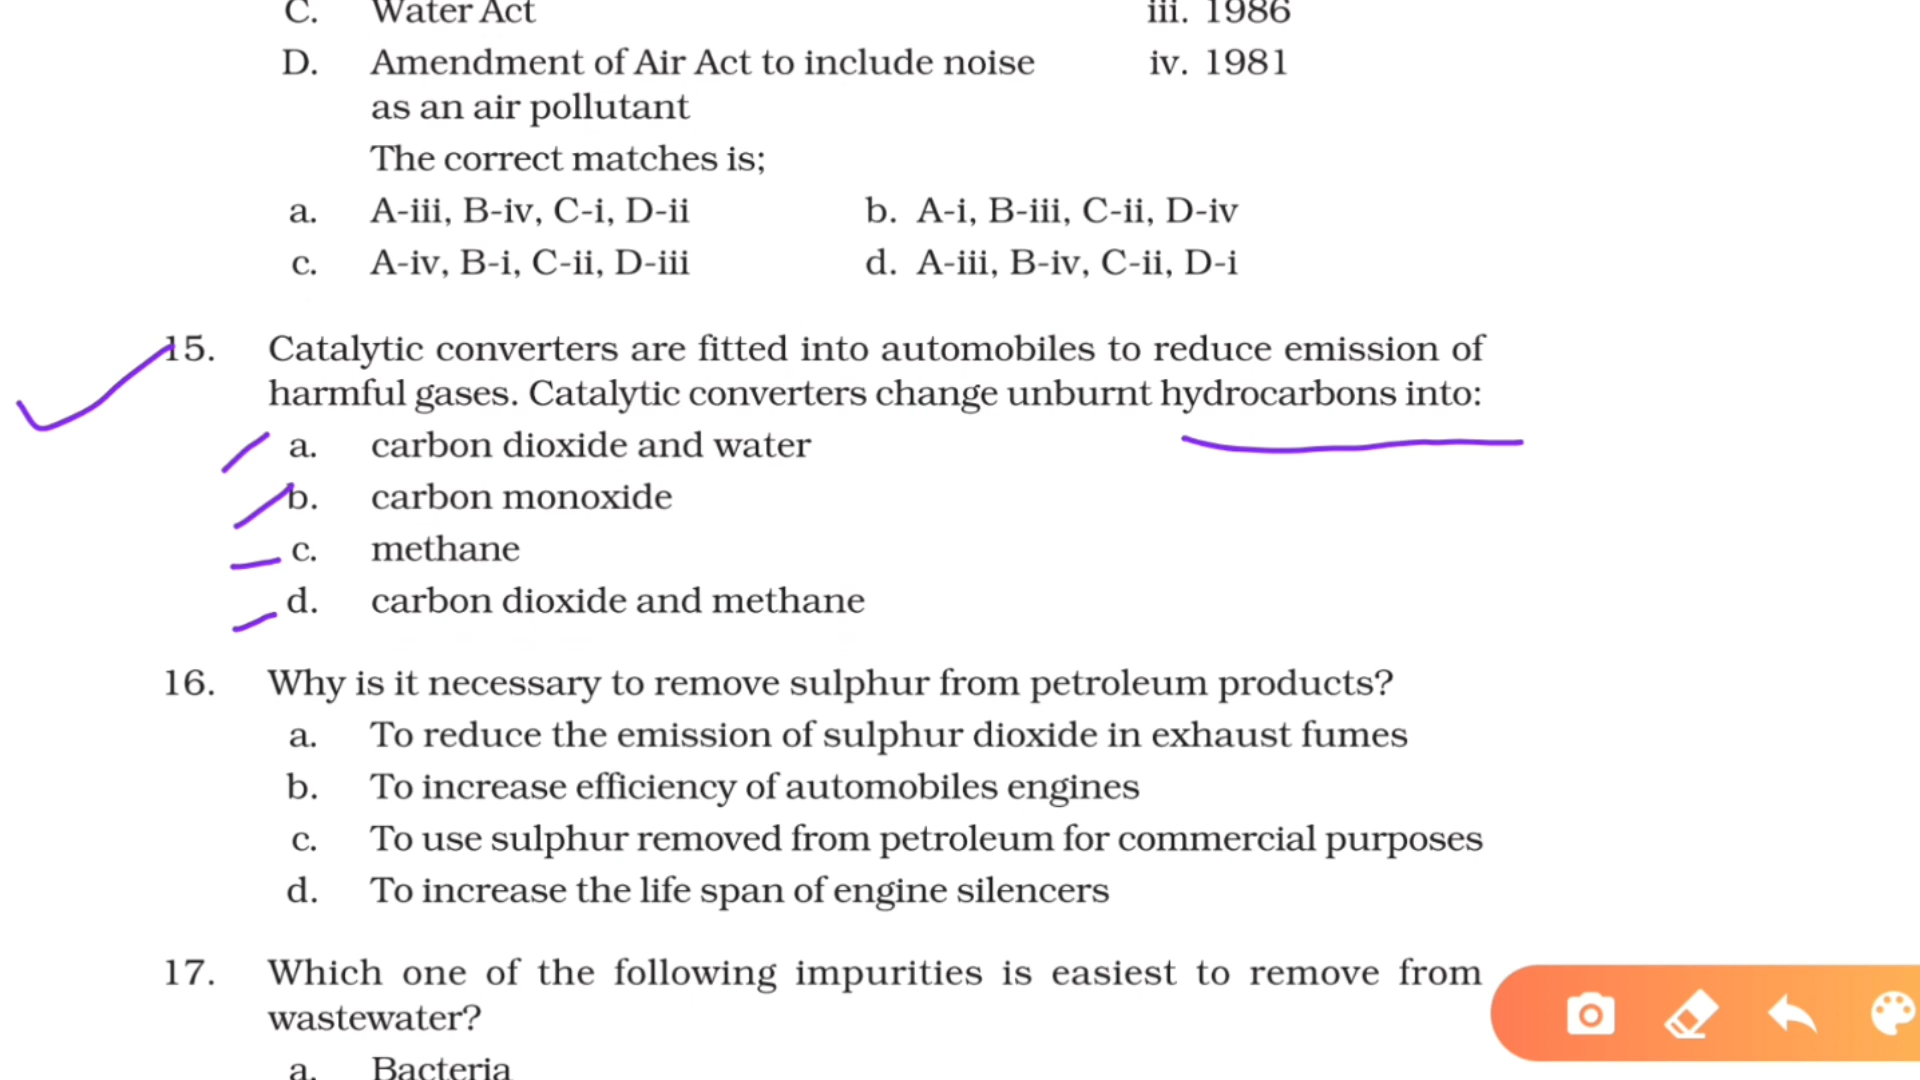 C. Water Act iii. 1986
D. Amendment of Air Act to include noise iv. 1981
as an air pollutant
The correct matches is;
a. A-iii, B-iv, C-i, D-ii b. A-i, B-iii, C-ii, D-iv
c. A-iv, B-i, C-ii, D-iii d. A-iii, B-iv, C-ii, D-i
15. Catalytic converters are fitted into automobiles to reduce emission of
harmful gases. Catalytic converters change unburnt hydrocarbons into:
a. carbon dioxide and water
b. carbon monoxide
c. methane
d. carbon dioxide and methane
16. Why is it necessary to remove sulphur from petroleum products?
a. To reduce the emission of sulphur dioxide in exhaust fumes
b. To increase efficiency of automobiles engines
c. To use sulphur removed from petroleum for commercial purposes
d. To increase the life span of engine silencers
17. Which one of the following impurities is easiest to remove from
wastewater?
a. Bacteria